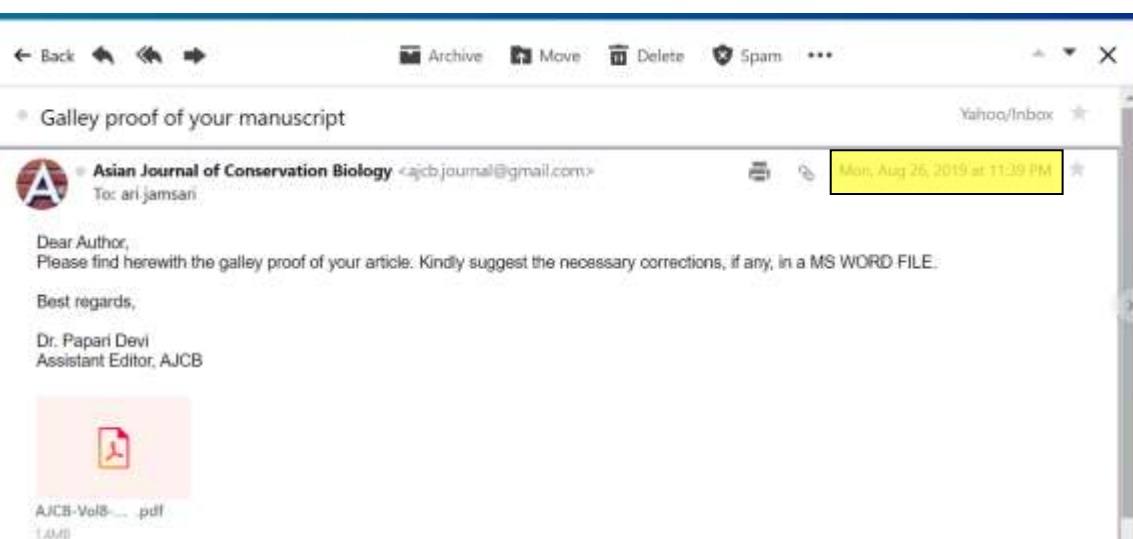 Back Archive Move Delete Spam
Galley proof of your manuscript Yahoo/Inbox
A Asian Journal of Conservation Biology <ajcb.journal@gmail.com> Mon, Aug 26, 2019 at 11:39 PM
To: ari jamsari
Dear Author,
Please find herewith the galley proof of your article. Kindly suggest the necessary corrections, if any, in a MS WORD FILE.
Best regards,
Dr. Papari Devi
Assistant Editor, AJCB
AJCB-Vol8-... .pdf
1.4MB